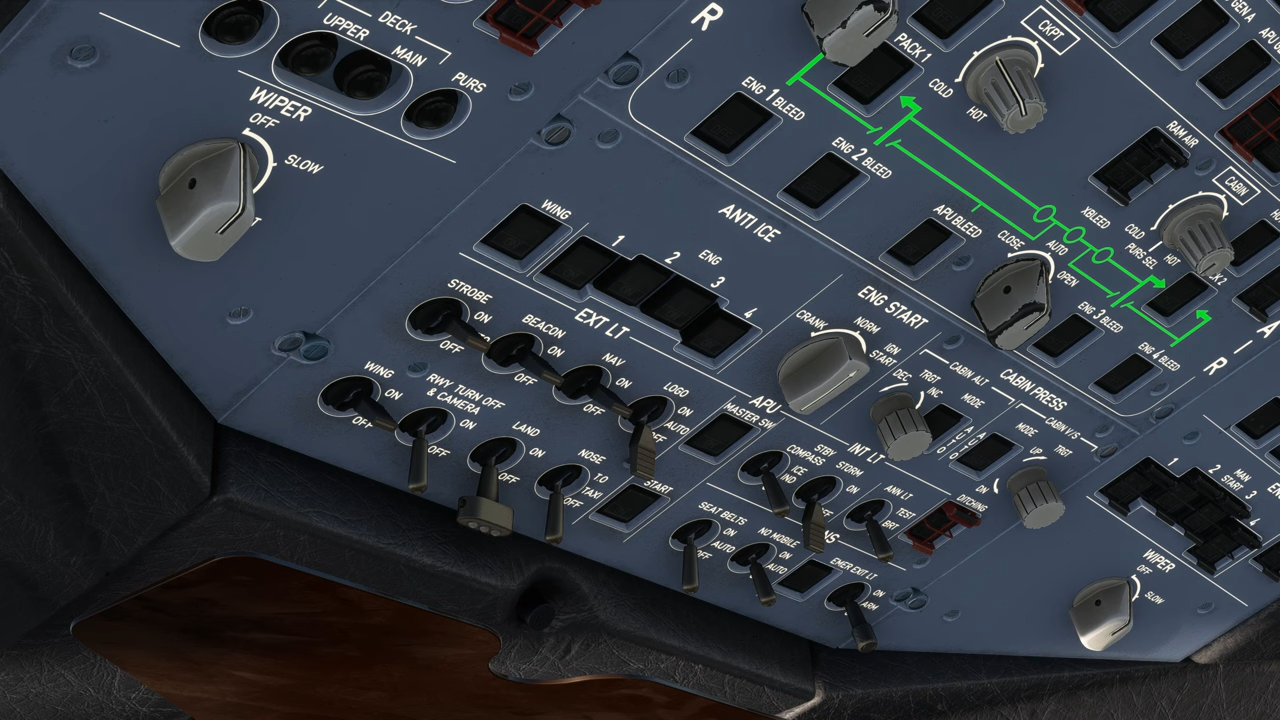 DECK
UPPER
MAIN
PURS
WIPER
OFF
SLOW
R
PACK 1
CKPT
COLD
HOT
ENG 1 BLEED
ENG 2 BLEED
RAM AIR
CABIN
COLD
HOT
XBLEED
PURS SEL
APU BLEED
CLOSE
AUTO
OPEN
ENG 3 BLEED
ENG 4 BLEED
ANTI ICE
WING
ENG
1
2
3
4
STROBE
ON
OFF
EXT LT
BEACON
ON
OFF
NAV
ON
OFF
LOGO
ON
AUTO
WING
ON
OFF
RWY TURN OFF
& CAMERA
ON
OFF
LAND
ON
OFF
NOSE
T.O
TAXI
OFF
APU
MASTER SW
START
ENG START
CRANK
NORM
IGN
START
CABIN PRESS
CABIN ALT
TRGT
MODE
DEC
INC
CABIN V/S
MODE
TRGT
UP
DN
INT LT
STBY
COMPASS
ICE
IND
STORM
ON
OFF
ANN LT
TEST
BRT
DITCHING
SEAT BELTS
ON
AUTO
OFF
NO MOBILE
ON
AUTO
EMER EXIT LT
ON
ARM
R
A
MAN
START
1
2
3
4
WIPER
OFF
SLOW